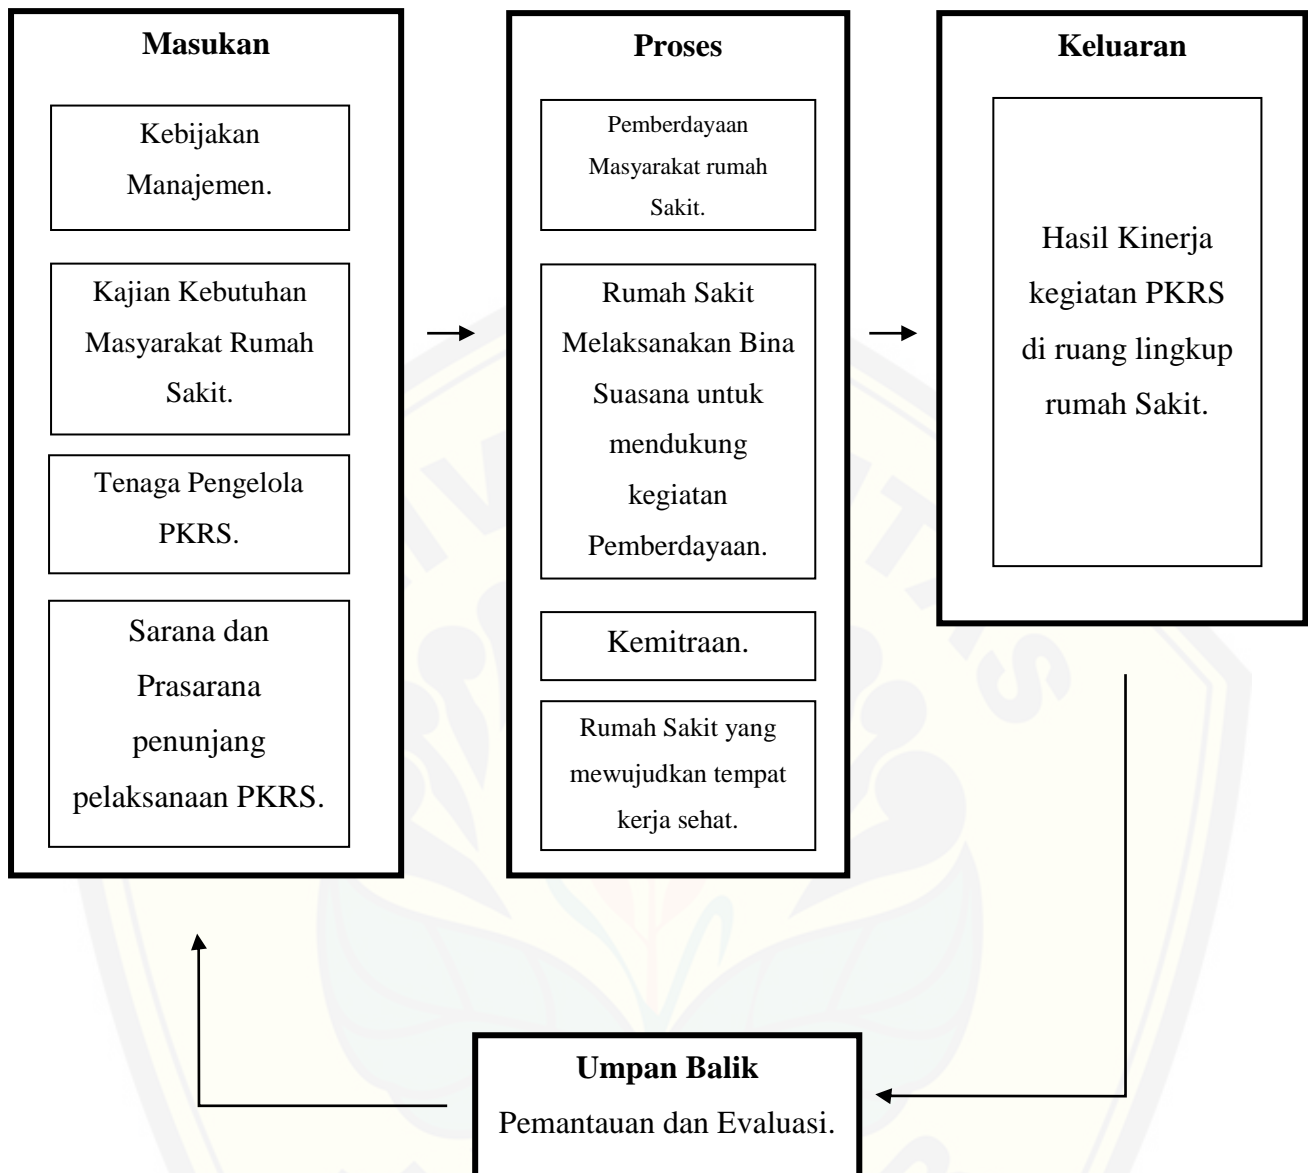 Masukan
Kebijakan
Manajemen.
Kajian Kebutuhan
Masyarakat Rumah
Sakit.
Tenaga Pengelola
PKRS.
Sarana dan
Prasarana
penunjang
pelaksanaan PKRS.
Proses
Pemberdayaan
Masyarakat rumah
Sakit.
Rumah Sakit
Melaksanakan Bina
Suasana untuk
mendukung
kegiatan
Pemberdayaan.
Kemitraan.
Rumah Sakit yang
mewujudkan tempat
kerja sehat.
Keluaran
Hasil Kinerja
kegiatan PKRS
di ruang lingkup
rumah Sakit.
Umpan Balik
Pemantauan dan Evaluasi.